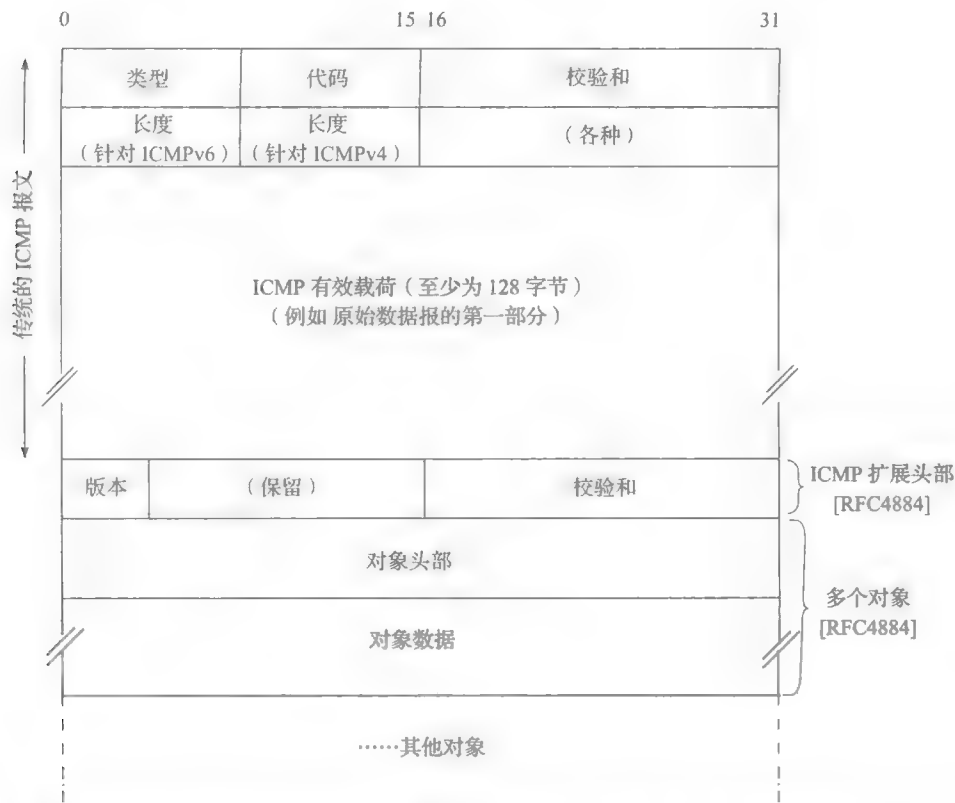 0 15 16 31
类型 代码 校验和
长度 长度 (各种)
(针对 ICMPv6) (针对 ICMPv4)
传统的 ICMP 报文
ICMP 有效载荷(至少为 128 字节)
(例如 原始数据报的第一部分)
版本 (保留) 校验和
ICMP 扩展头部
[RFC4884]
对象头部
对象数据
多个对象
[RFC4884]
……其他对象